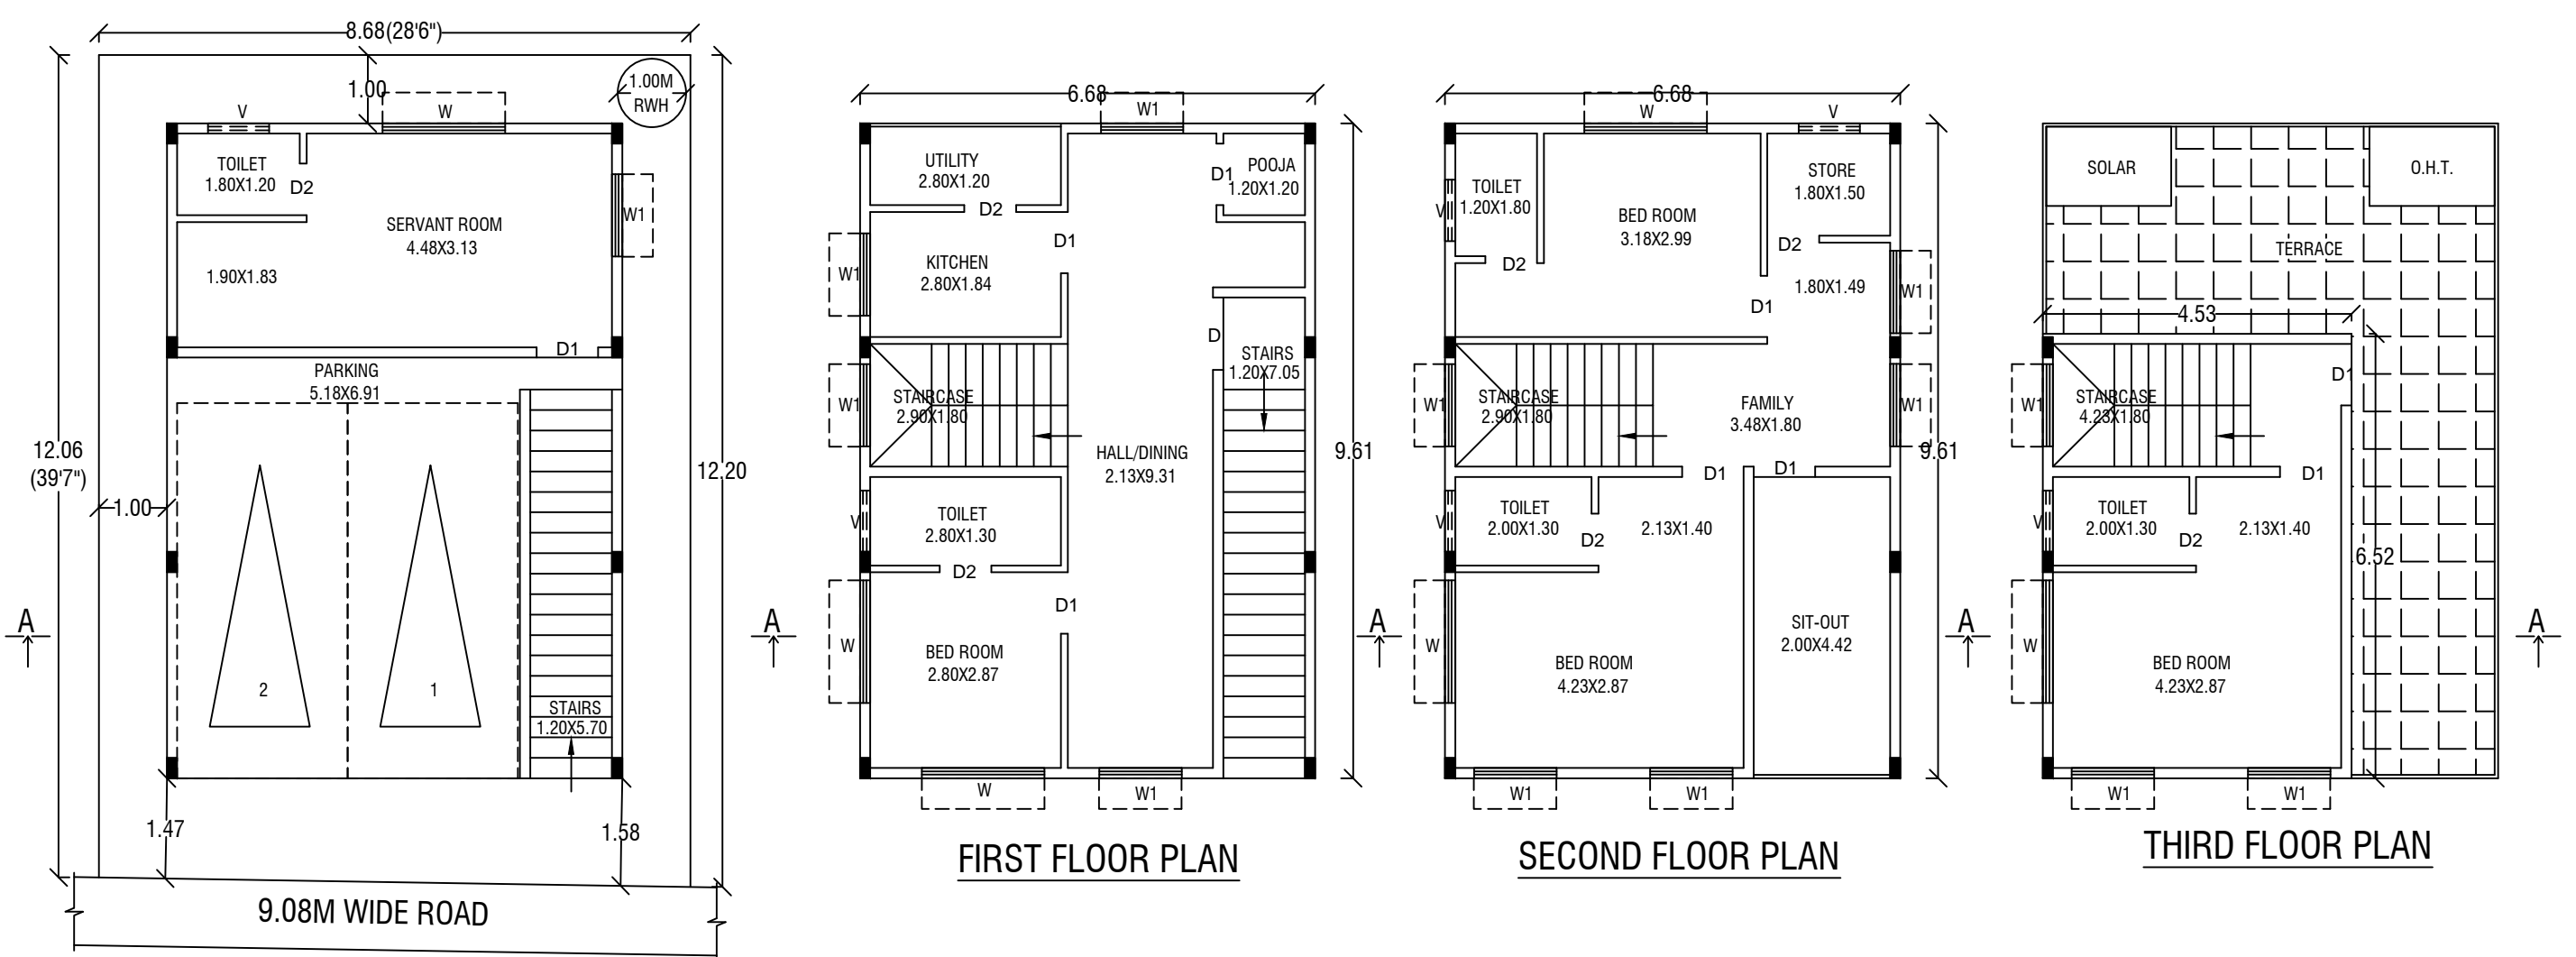 8.68(28'6")
1.00
1.00M
RWH
V
W
TOILET
1.80X1.20
D2
SERVANT ROOM
4.48X3.13
W1
1.90X1.83
D1
PARKING
5.18X6.91
12.06
(39'7")
12.20
1.00
2
1
STAIRS
1.20X5.70
A
A
1.47
1.58
9.08M WIDE ROAD
6.68
W1
UTILITY
2.80X1.20
D2
D1
POOJA
1.20X1.20
D1
KITCHEN
2.80X1.84
W1
D
STAIRS
1.20X7.05
STAIRCASE
2.90X1.80
W1
HALL/DINING
2.13X9.31
9.61
TOILET
2.80X1.30
V
D2
D1
BED ROOM
2.80X2.87
W
A
W
W1
FIRST FLOOR PLAN
6.68
W
V
TOILET
1.20X1.80
V
D2
BED ROOM
3.18X2.99
STORE
1.80X1.50
D2
1.80X1.49
W1
D1
STAIRCASE
2.90X1.80
W1
FAMILY
3.48X1.80
W1
9.61
D1
D1
TOILET
2.00X1.30
V
D2
2.13X1.40
SIT-OUT
2.00X4.42
W
BED ROOM
4.23X2.87
A
W1
W1
SECOND FLOOR PLAN
SOLAR
O.H.T.
TERRACE
4.53
D1
STAIRCASE
4.23X1.80
W1
D1
TOILET
2.00X1.30
V
D2
2.13X1.40
6.52
W
BED ROOM
4.23X2.87
A
W1
W1
THIRD FLOOR PLAN